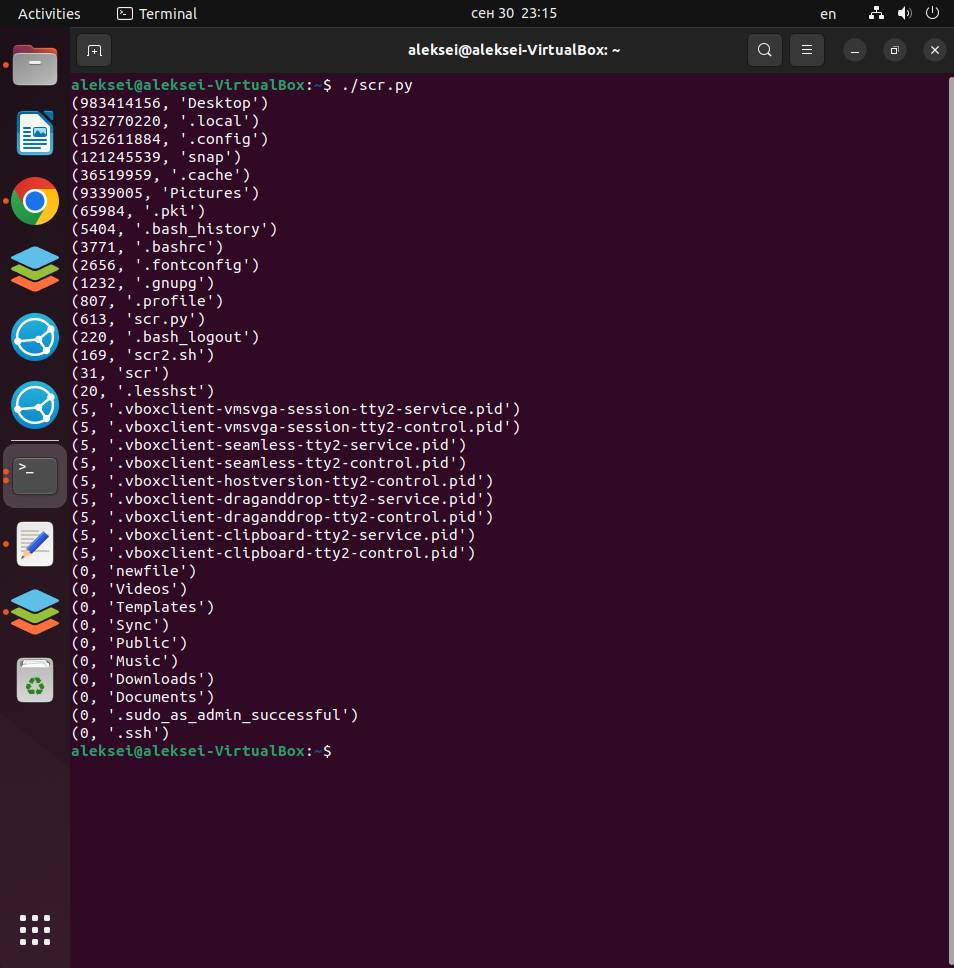 Activities Terminal сен 30 23:15 en
aleksei@aleksei-VirtualBox: ~
aleksei@aleksei-VirtualBox:~$ ./scr.py
(983414156, 'Desktop')
(332770220, '.local')
(152611884, '.config')
(121245539, 'snap')
(36519959, '.cache')
(9339005, 'Pictures')
(65984, '.pki')
(5404, '.bash_history')
(3771, '.bashrc')
(2656, '.fontconfig')
(1232, '.gnupg')
(807, '.profile')
(613, 'scr.py')
(220, '.bash_logout')
(169, 'scr2.sh')
(31, 'scr')
(20, '.lesshst')
(5, '.vboxclient-vmsvga-session-tty2-service.pid')
(5, '.vboxclient-vmsvga-session-tty2-control.pid')
(5, '.vboxclient-seamless-tty2-service.pid')
(5, '.vboxclient-seamless-tty2-control.pid')
(5, '.vboxclient-hostversion-tty2-control.pid')
(5, '.vboxclient-draganddrop-tty2-service.pid')
(5, '.vboxclient-draganddrop-tty2-control.pid')
(5, '.vboxclient-clipboard-tty2-service.pid')
(5, '.vboxclient-clipboard-tty2-control.pid')
(0, 'newfile')
(0, 'Videos')
(0, 'Templates')
(0, 'Sync')
(0, 'Public')
(0, 'Music')
(0, 'Downloads')
(0, 'Documents')
(0, '.sudo_as_admin_successful')
(0, '.ssh')
aleksei@aleksei-VirtualBox:~$